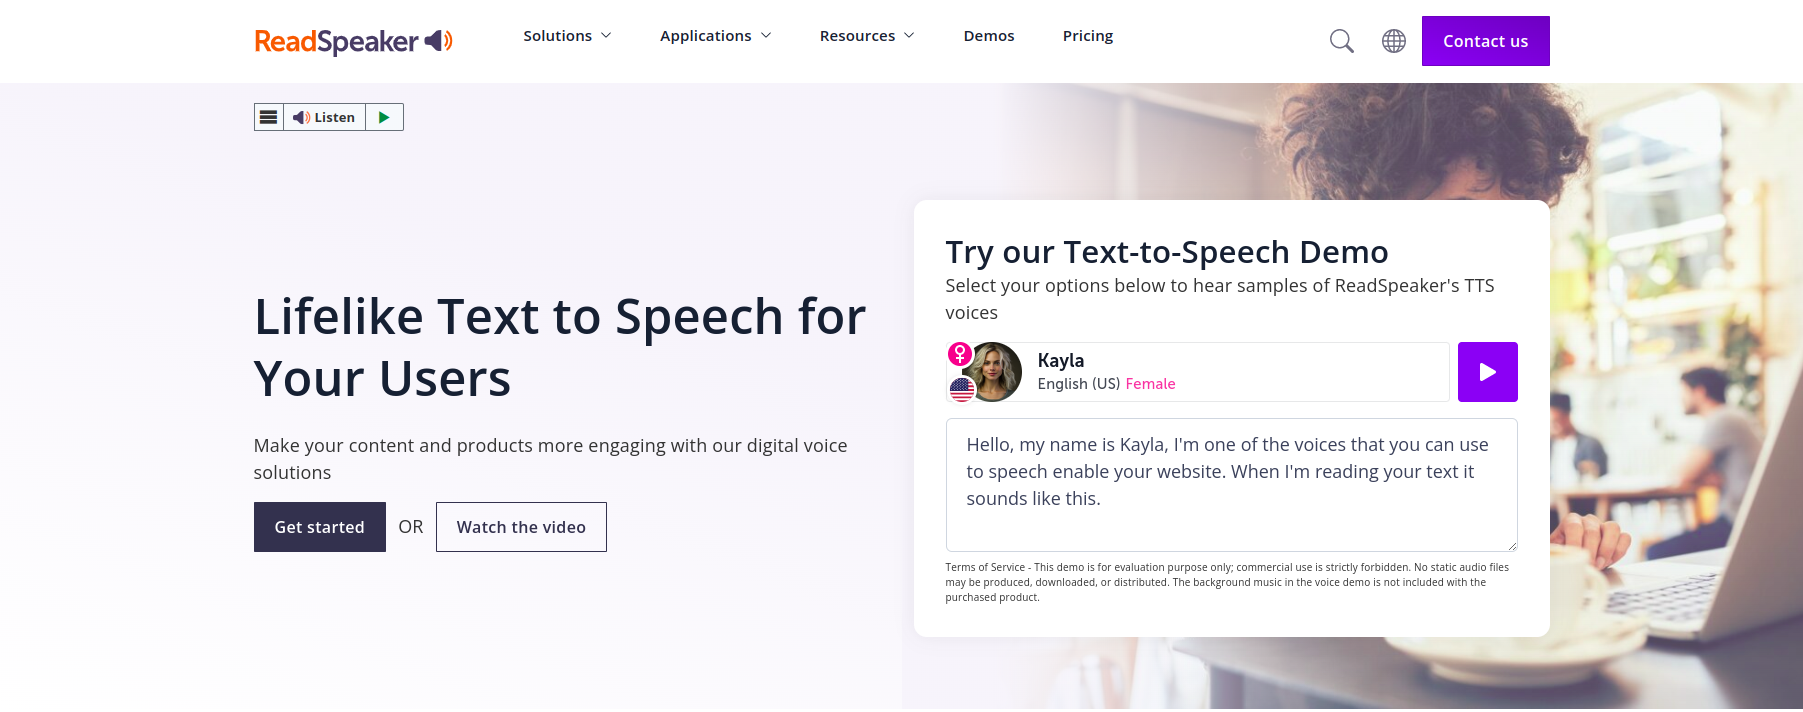 ReadSpeaker
Solutions
Applications
Resources
Demos
Pricing
Contact us
Listen
Lifelike Text to Speech for
Your Users
Make your content and products more engaging with our digital voice
solutions
Get started
OR
Watch the video
Try our Text-to-Speech Demo
Select your options below to hear samples of ReadSpeaker's TTS
voices
Kayla
English (US) Female
Hello, my name is Kayla, I'm one of the voices that you can use
to speech enable your website. When I'm reading your text it
sounds like this.
Terms of Service - This demo is for evaluation purpose only; commercial use is strictly forbidden. No static audio files
may be produced, downloaded, or distributed. The background music in the voice demo is not included with the
purchased product.